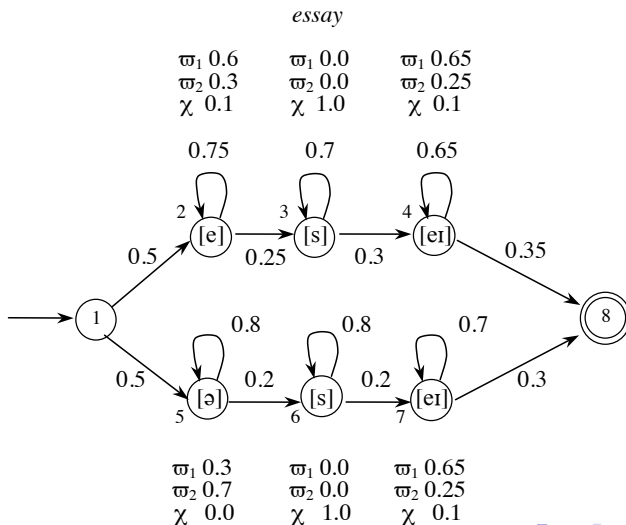 essay
ϖ₁ 0.6 ϖ₁ 0.0 ϖ₁ 0.65
ϖ₂ 0.3 ϖ₂ 0.0 ϖ₂ 0.25
χ 0.1 χ 1.0 χ 0.1
0.75 0.7 0.65
2 3 4
[e] [s] [eɪ]
0.5 0.25 0.3 0.35
1 8
0.8 0.8 0.7
0.5 0.2 0.2 0.3
[ə] [s] [eɪ]
5 6 7
ϖ₁ 0.3 ϖ₁ 0.0 ϖ₁ 0.65
ϖ₂ 0.7 ϖ₂ 0.0 ϖ₂ 0.25
χ 0.0 χ 1.0 χ 0.1